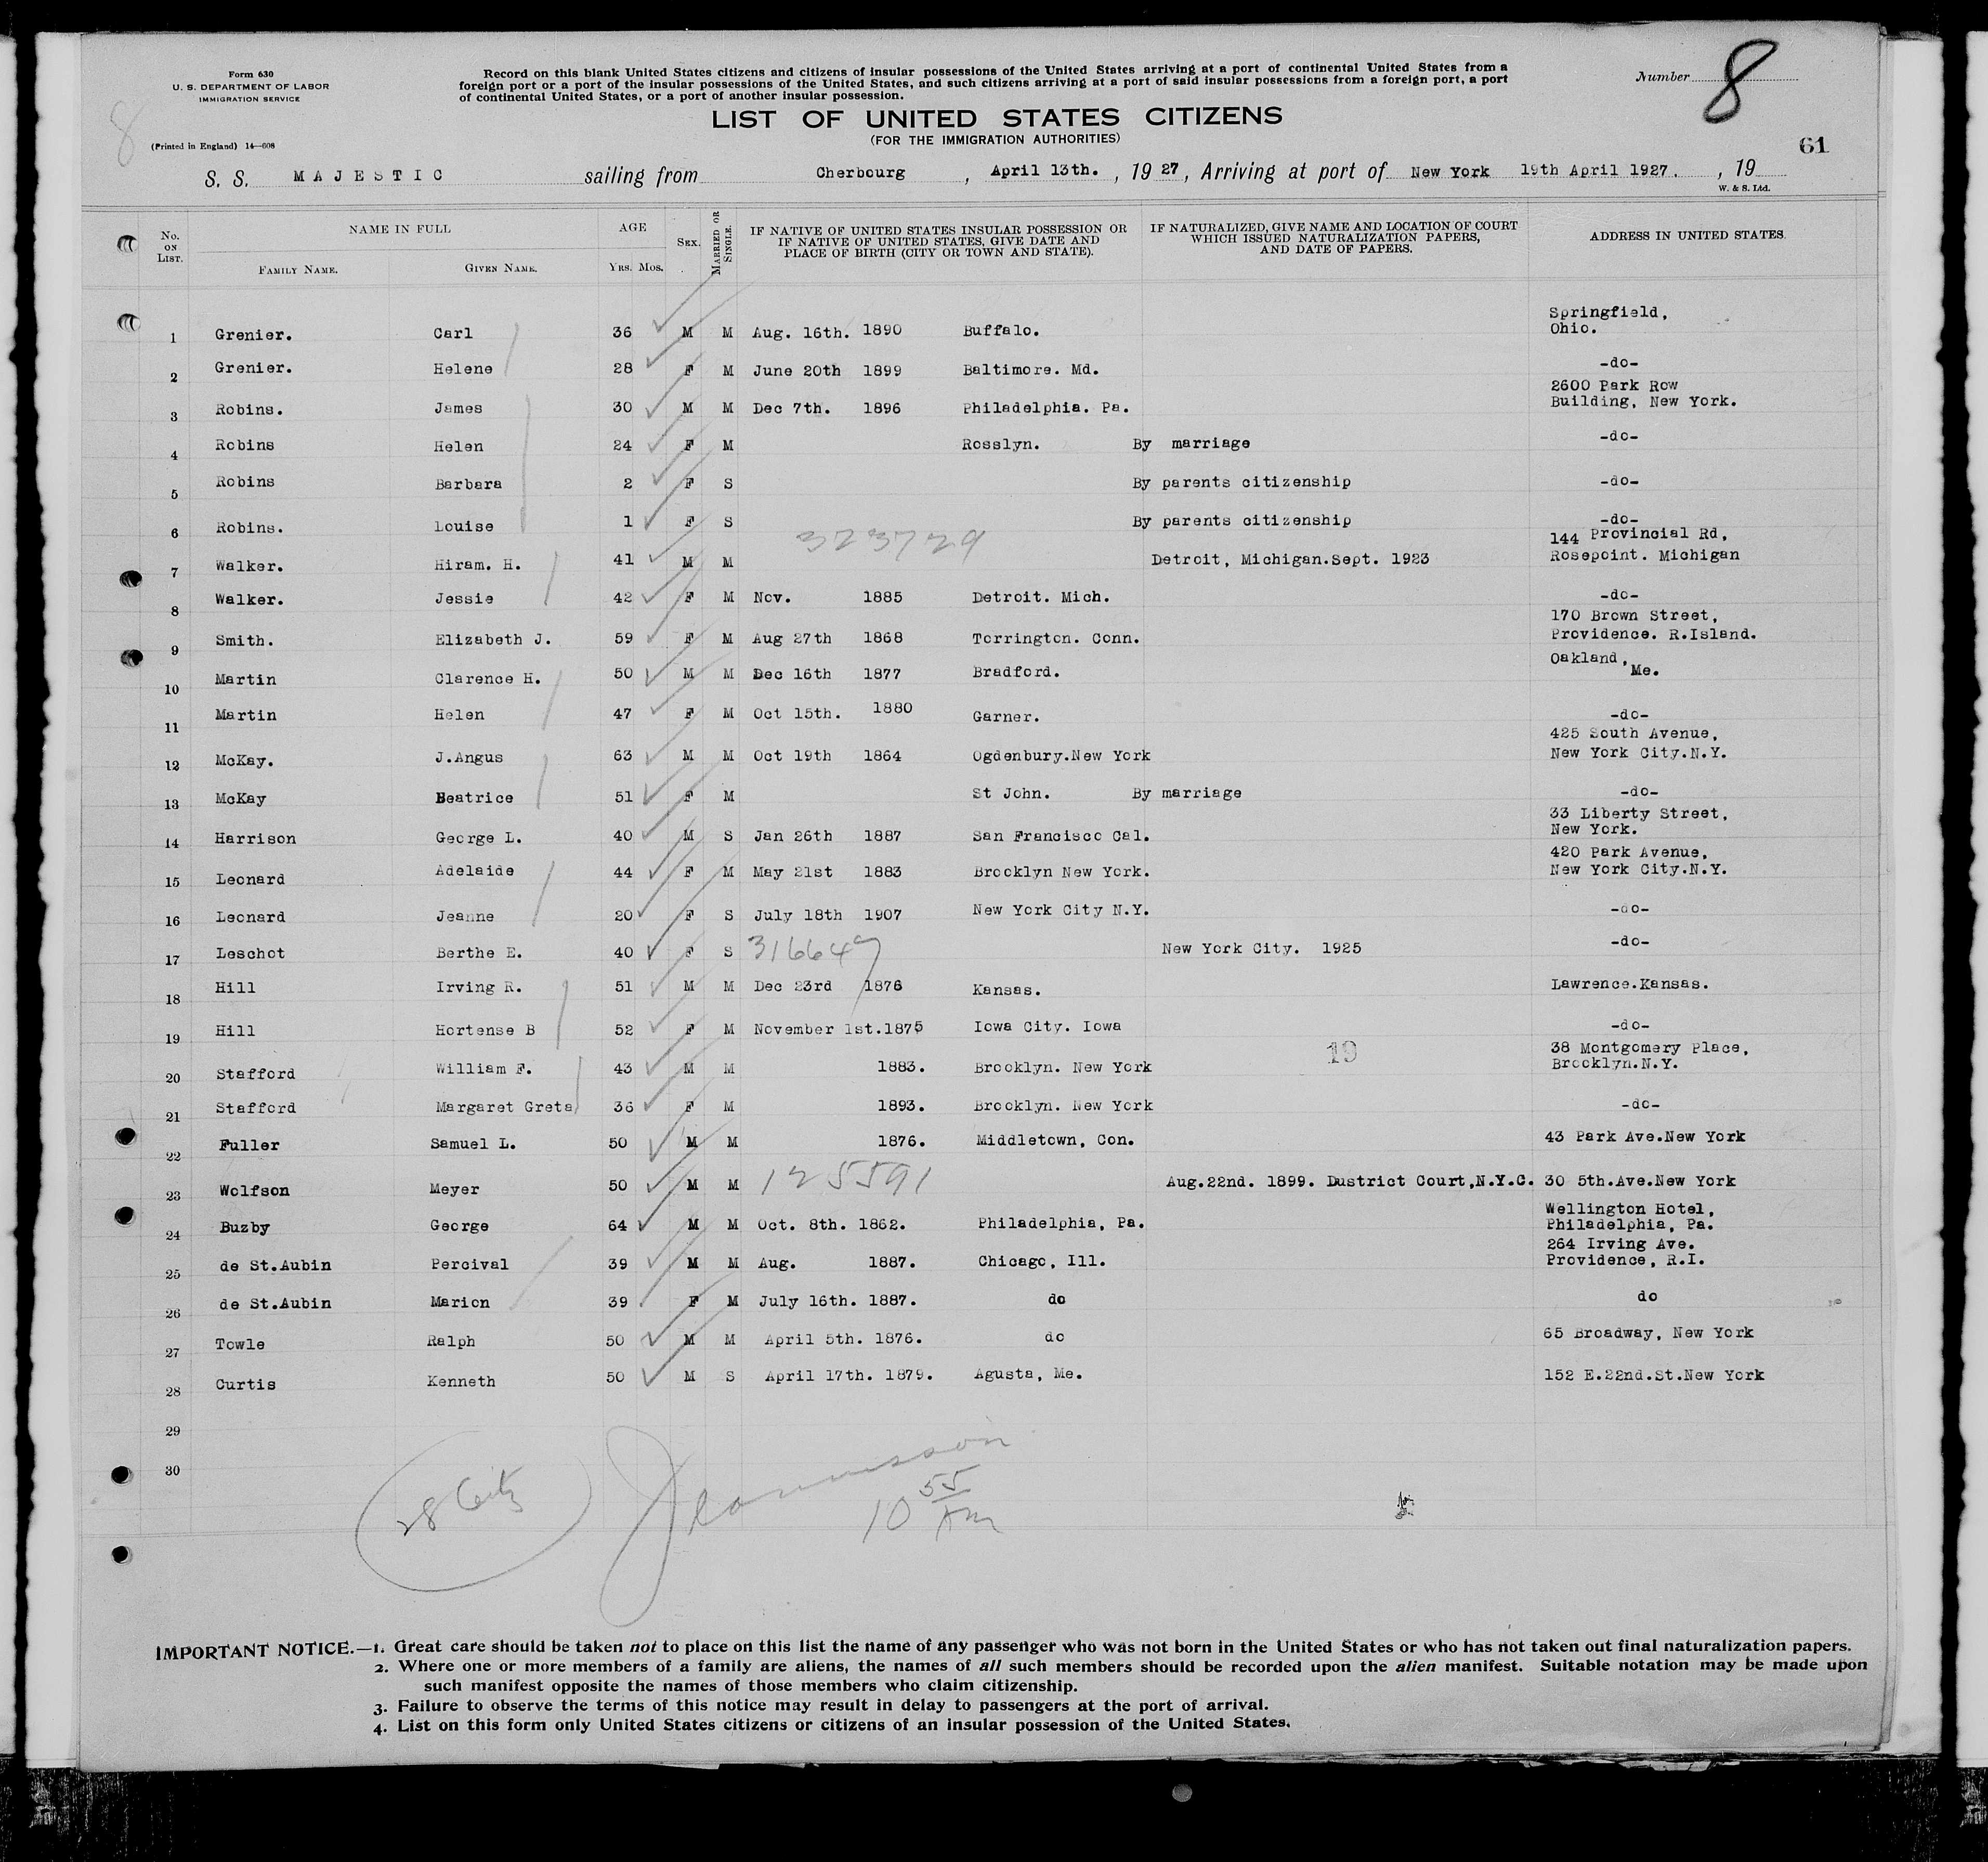 Form 630
U. S. DEPARTMENT OF LABOR
IMMIGRATION SERVICE
(Printed in England) 14—608
8
Record on this blank United States citizens and citizens of insular possessions of the United States arriving at a port of continental United States from a
foreign port or a port of the insular possessions of the United States, and such citizens arriving at a port of said insular possessions from a foreign port, a port
of continental United States, or a port of another insular possession.
Number 8
LIST OF UNITED STATES CITIZENS
(FOR THE IMMIGRATION AUTHORITIES)
61
S. S. MAJESTIC sailing from Cherbourg, April 13th., 19 27, Arriving at port of New York 19th April 1927., 19
W. & S. Ltd.
No. ON LIST. NAME IN FULL FAMILY NAME. GIVEN NAME. AGE YRS. MOS. SEX. MARRIED OR SINGLE. IF NATIVE OF UNITED STATES INSULAR POSSESSION OR IF NATIVE OF UNITED STATES, GIVE DATE AND PLACE OF BIRTH (CITY OR TOWN AND STATE). IF NATURALIZED, GIVE NAME AND LOCATION OF COURT WHICH ISSUED NATURALIZATION PAPERS, AND DATE OF PAPERS. ADDRESS IN UNITED STATES.
1 Grenier. Carl 36 M M Aug. 16th. 1890 Buffalo. Springfield, Ohio.
2 Grenier. Helene 28 F M June 20th 1899 Baltimore. Md. -do-
3 Robins. James 30 M M Dec 7th. 1896 Philadelphia. Pa. 2600 Park Row Building, New York.
4 Robins Helen 24 F M Rosslyn. By marriage -do-
5 Robins Barbara 2 F S By parents citizenship -do-
6 Robins. Louise 1 F S By parents citizenship -do-
323729
7 Walker. Hiram. H. 41 M M Detroit, Michigan.Sept. 1923 144 Provincial Rd, Rosepoint. Michigan
8 Walker. Jessie 42 F M Nov. 1885 Detroit. Mich. -do-
9 Smith. Elizabeth J. 59 F M Aug 27th 1868 Torrington. Conn. 170 Brown Street, Providence. R.Island.
10 Martin Clarence H. 50 M M Dec 16th 1877 Bradford. Oakland, Me.
11 Martin Helen 47 F M Oct 15th. 1880 Garner. -do-
12 McKay. J.Angus 63 M M Oct 19th 1864 Ogdenbury.New York 425 South Avenue, New York City.N.Y.
13 McKay Beatrice 51 F M St John. By marriage -do-
14 Harrison George L. 40 M S Jan 26th 1887 San Francisco Cal. 33 Liberty Street, New York.
15 Leonard Adelaide 44 F M May 21st 1883 Brooklyn New York. 420 Park Avenue, New York City.N.Y.
16 Leonard Jeanne 20 F S July 18th 1907 New York City N.Y. -do-
17 Leschot Berthe E. 40 F S 316649 New York City. 1925 -do-
18 Hill Irving R. 51 M M Dec 23rd 1876 Kansas. Lawrence.Kansas.
19 Hill Hortense B 52 F M November 1st.1875 Iowa City. Iowa -do-
19
20 Stafford William F. 43 M M 1883. Brooklyn. New York 38 Montgomery Place, Brooklyn.N.Y.
21 Stafford Margaret Greta 36 F M 1893. Brooklyn. New York -do-
22 Fuller Samuel L. 50 M M 1876. Middletown, Con. 43 Park Ave.New York
23 Wolfson Meyer 50 M M 125591 Aug.22nd. 1899. Dustrict Court,N.Y.C. 30 5th.Ave.New York
24 Buzby George 64 M M Oct. 8th. 1862. Philadelphia, Pa. Wellington Hotel, Philadelphia, Pa.
25 de St.Aubin Percival 39 M M Aug. 1887. Chicago, Ill. 264 Irving Ave. Providence, R.I.
26 de St.Aubin Marion 39 F M July 16th. 1887. do do
27 Towle Ralph 50 M M April 5th. 1876. do 65 Broadway, New York
28 Curtis Kenneth 50 M S April 17th. 1879. Agusta, Me. 152 E.22nd.St.New York
29
30
28
10 55 AM
IMPORTANT NOTICE.—1. Great care should be taken not to place on this list the name of any passenger who was not born in the United States or who has not taken out final naturalization papers.
2. Where one or more members of a family are aliens, the names of all such members should be recorded upon the alien manifest. Suitable notation may be made upon
such manifest opposite the names of those members who claim citizenship.
3. Failure to observe the terms of this notice may result in delay to passengers at the port of arrival.
4. List on this form only United States citizens or citizens of an insular possession of the United States.